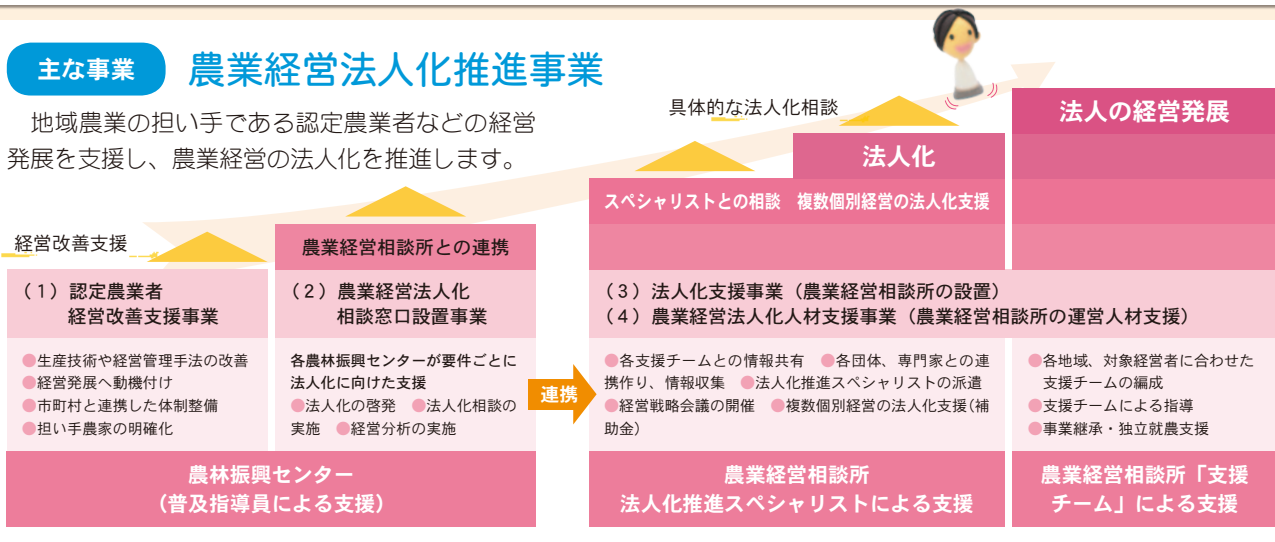 主な事業
農業経営法人化推進事業
地域農業の担い手である認定農業者などの経営
発展を支援し、農業経営の法人化を推進します。
経営改善支援
具体的な法人化相談
農業経営相談所との連携
スペシャリストとの相談
法人化
複数個別経営の法人化支援
法人の経営発展
(1)認定農業者
経営改善支援事業
●生産技術や経営管理手法の改善
●経営発展へ動機付け
●市町村と連携した体制整備
●担い手農家の明確化
(2)農業経営法人化
相談窓口設置事業
各農林振興センターが要件ごとに
法人化に向けた支援
●法人化の啓発 ●法人化相談の
実施 ●経営分析の実施
農林振興センター
(普及指導員による支援)
連携
(3)法人化支援事業(農業経営相談所の設置)
(4)農業経営法人化人材支援事業(農業経営相談所の運営人材支援)
●各支援チームとの情報共有 ●各団体、専門家との連
携作り、情報収集 ●法人化推進スペシャリストの派遣
●経営戦略会議の開催 ●複数個別経営の法人化支援(補
助金)
農業経営相談所
法人化推進スペシャリストによる支援
●各地域、対象経営者に合わせた
支援チームの編成
●支援チームによる指導
●事業継承・独立就農支援
農業経営相談所「支援
チーム」による支援